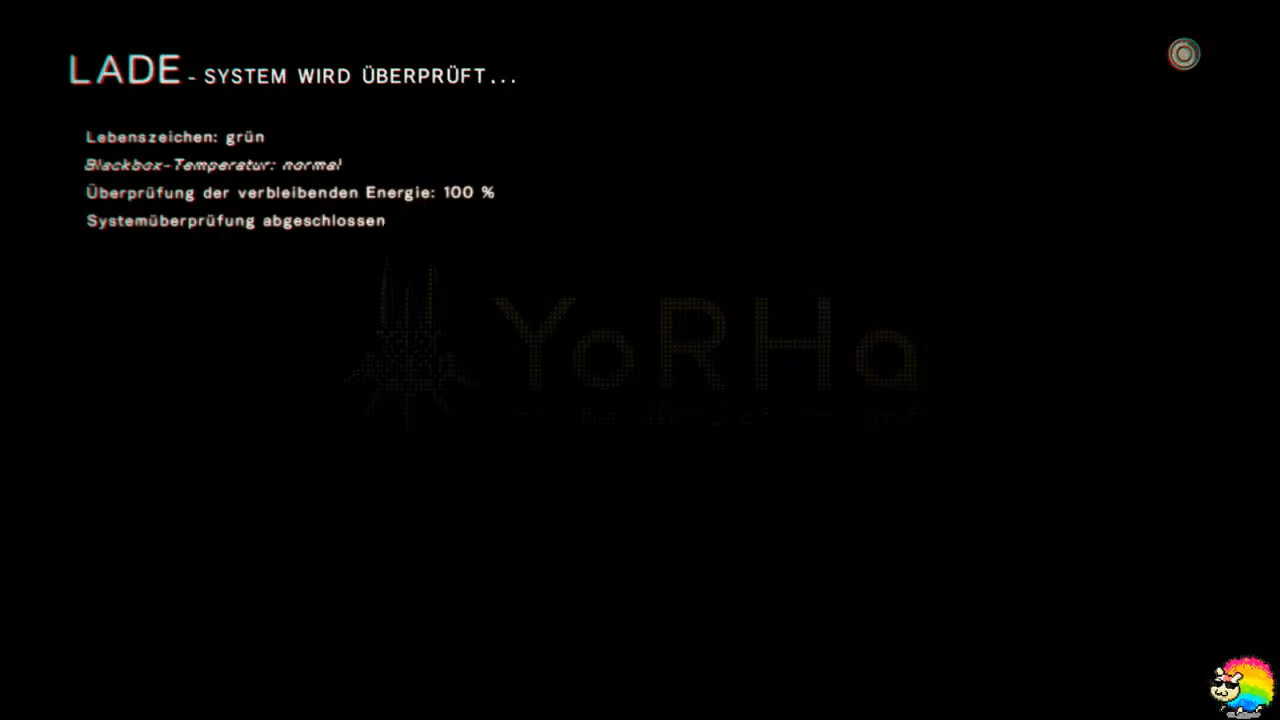 LADE - SYSTEM WIRD ÜBERPRÜFT...
Lebenszeichen: grün
Blackbox-Temperatur: normal
Überprüfung der verbleibenden Energie: 100 %
Systemüberprüfung abgeschlossen
YoRHa